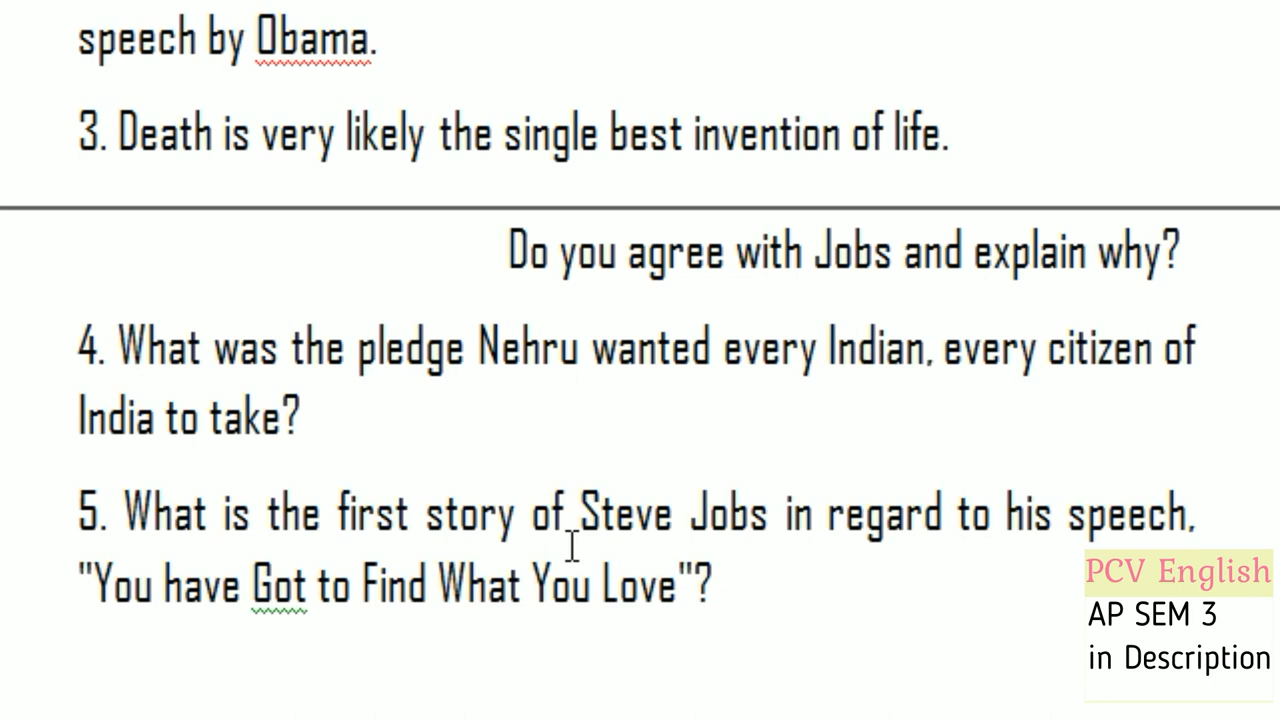 speech by Obama.
3. Death is very likely the single best invention of life.
Do you agree with Jobs and explain why?
4. What was the pledge Nehru wanted every Indian, every citizen of
India to take?
5. What is the first story of Steve Jobs in regard to his speech,
"You have Got to Find What You Love"?
PCV English
AP SEM 3
in Description